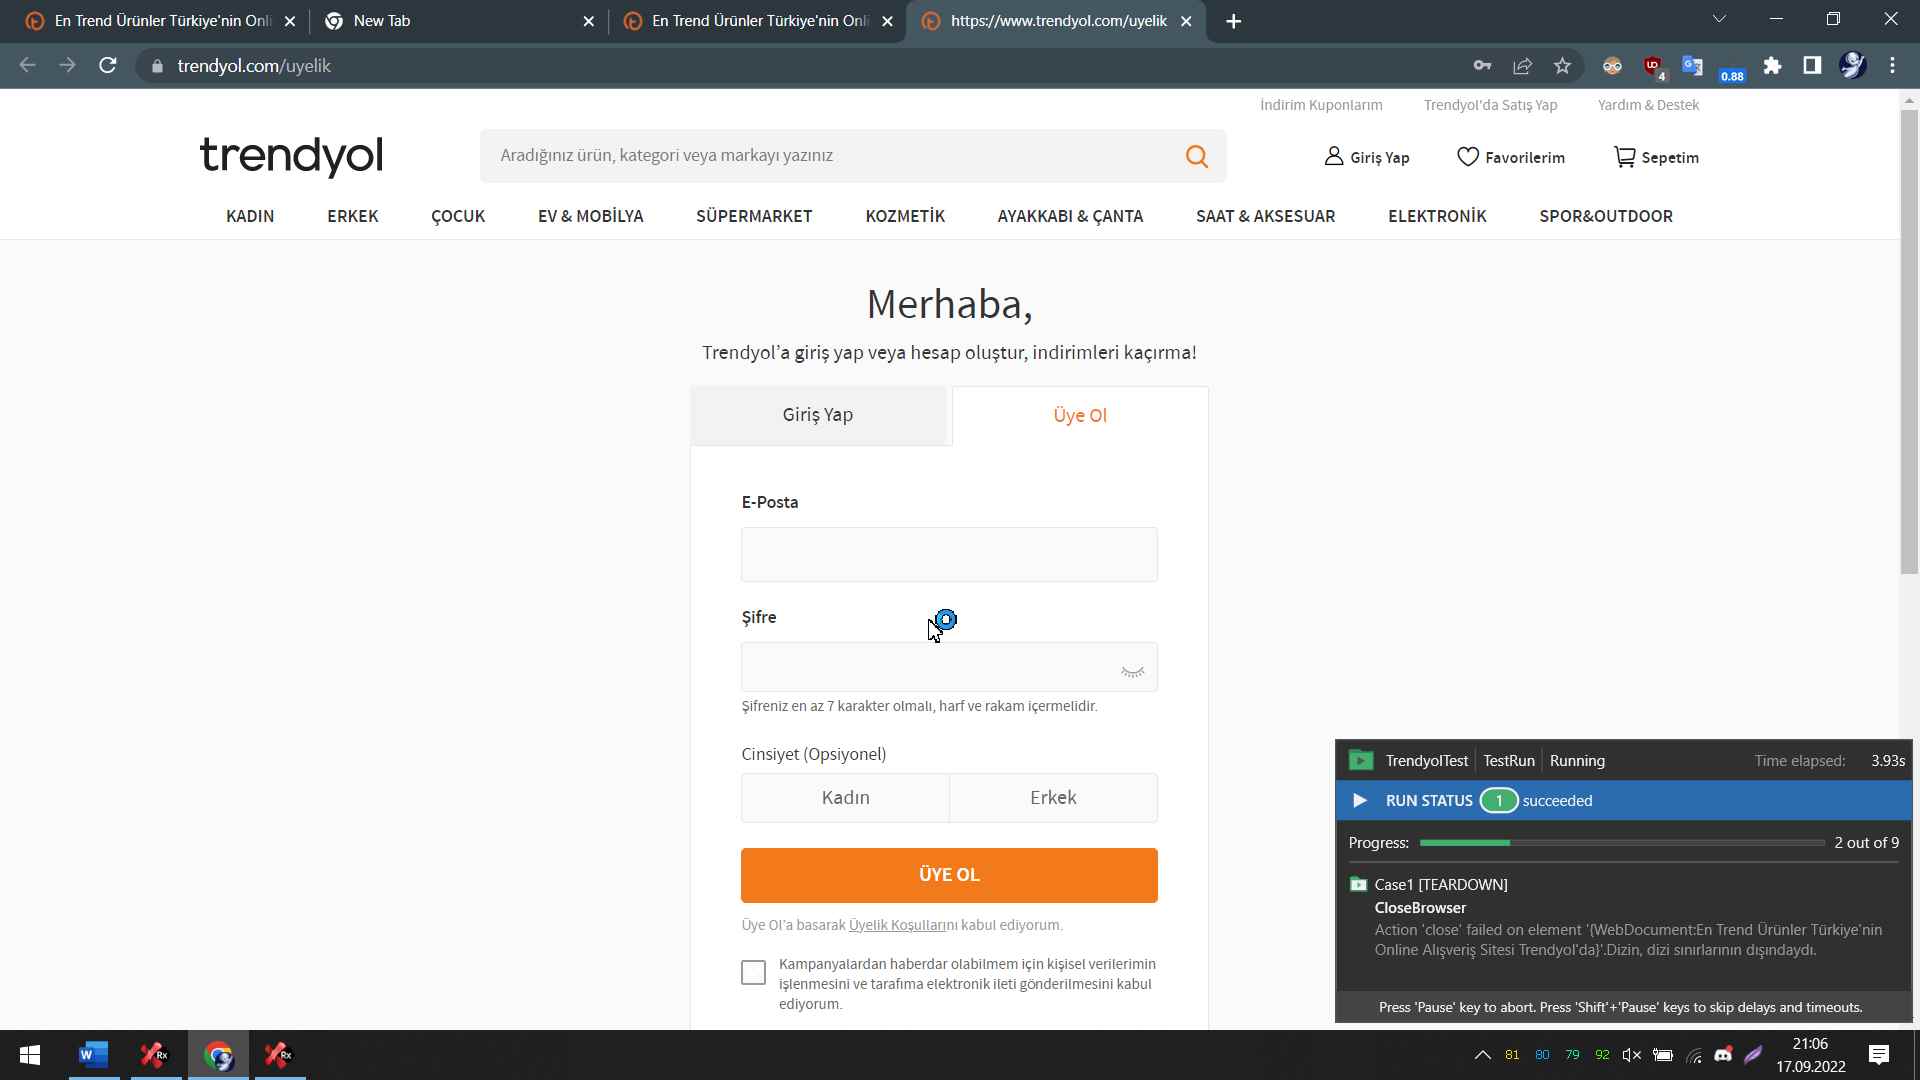 En Trend Ürünler Türkiye'nin Onli
New Tab
En Trend Ürünler Türkiye'nin Onli
https://www.trendyol.com/uyelik
trendyol.com/uyelik
4
0.88
İndirim Kuponlarım
Trendyol'da Satış Yap
Yardım & Destek
trendyol
Aradığınız ürün, kategori veya markayı yazınız
Giriş Yap
Favorilerim
Sepetim
KADIN
ERKEK
ÇOCUK
EV & MOBİLYA
SÜPERMARKET
KOZMETİK
AYAKKABI & ÇANTA
SAAT & AKSESUAR
ELEKTRONİK
SPOR&OUTDOOR
Merhaba,
Trendyol’a giriş yap veya hesap oluştur, indirimleri kaçırma!
Giriş Yap
Üye Ol
E-Posta
Şifre
Şifreniz en az 7 karakter olmalı, harf ve rakam içermelidir.
Cinsiyet (Opsiyonel)
Kadın
Erkek
ÜYE OL
Üye Ol’a basarak Üyelik Koşullarını kabul ediyorum.
Kampanyalardan haberdar olabilmem için kişisel verilerimin
işlenmesini ve tarafıma elektronik ileti gönderilmesini kabul
ediyorum.
TrendyolTest
TestRun
Running
Time elapsed:
3.93s
RUN STATUS
1
succeeded
Progress:
2 out of 9
Case1 [TEARDOWN]
CloseBrowser
Action 'close' failed on element '{WebDocument:En Trend Ürünler Türkiye'nin
Online Alışveriş Sitesi Trendyol'da}'.Dizin, dizi sınırlarının dışındaydı.
Press 'Pause' key to abort. Press 'Shift'+'Pause' keys to skip delays and timeouts.
W
Rx
Rx
81
80
79
92
21:06
17.09.2022